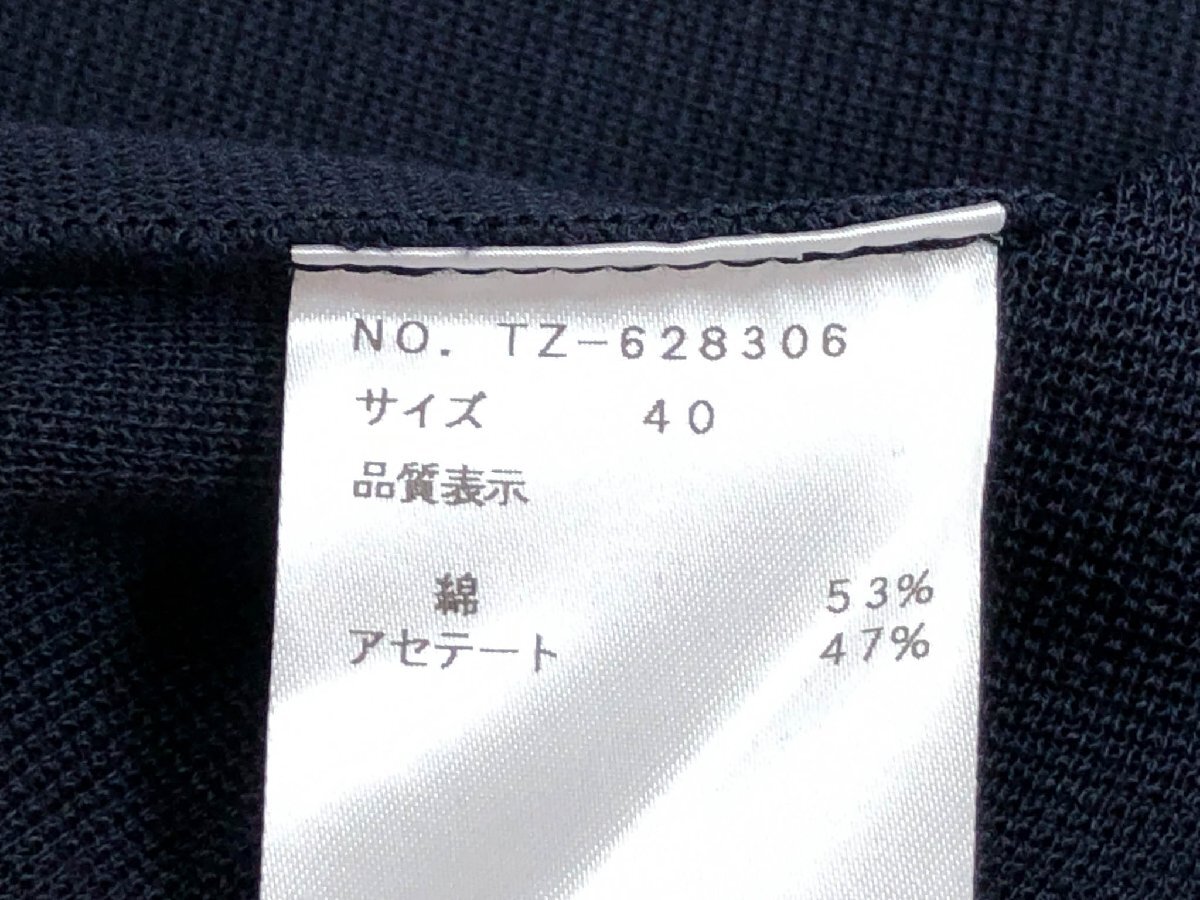 NO. TZ-628306
サイズ 40
品質表示
綿 53%
アセテート 47%